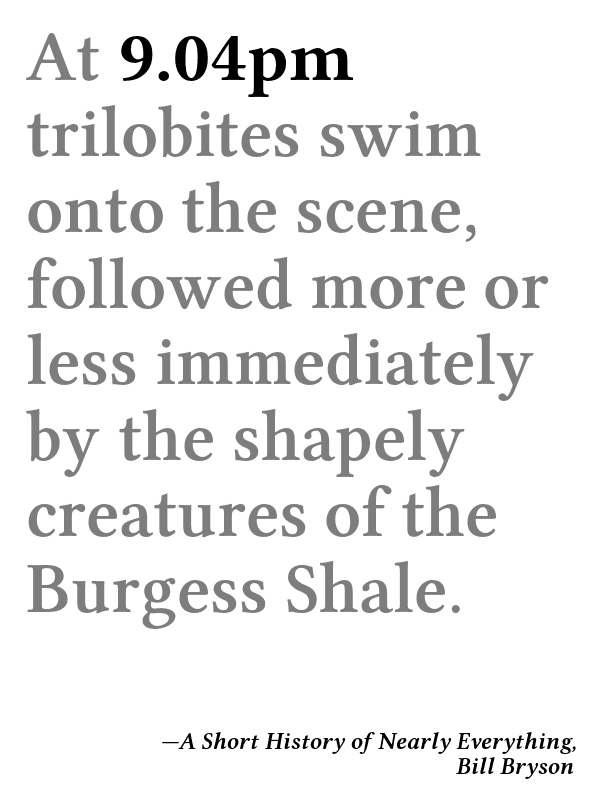 At 9.04pm
trilobites swim
onto the scene,
followed more or
less immediately
by the shapely
creatures of the
Burgess Shale.
—A Short History of Nearly Everything,
Bill Bryson